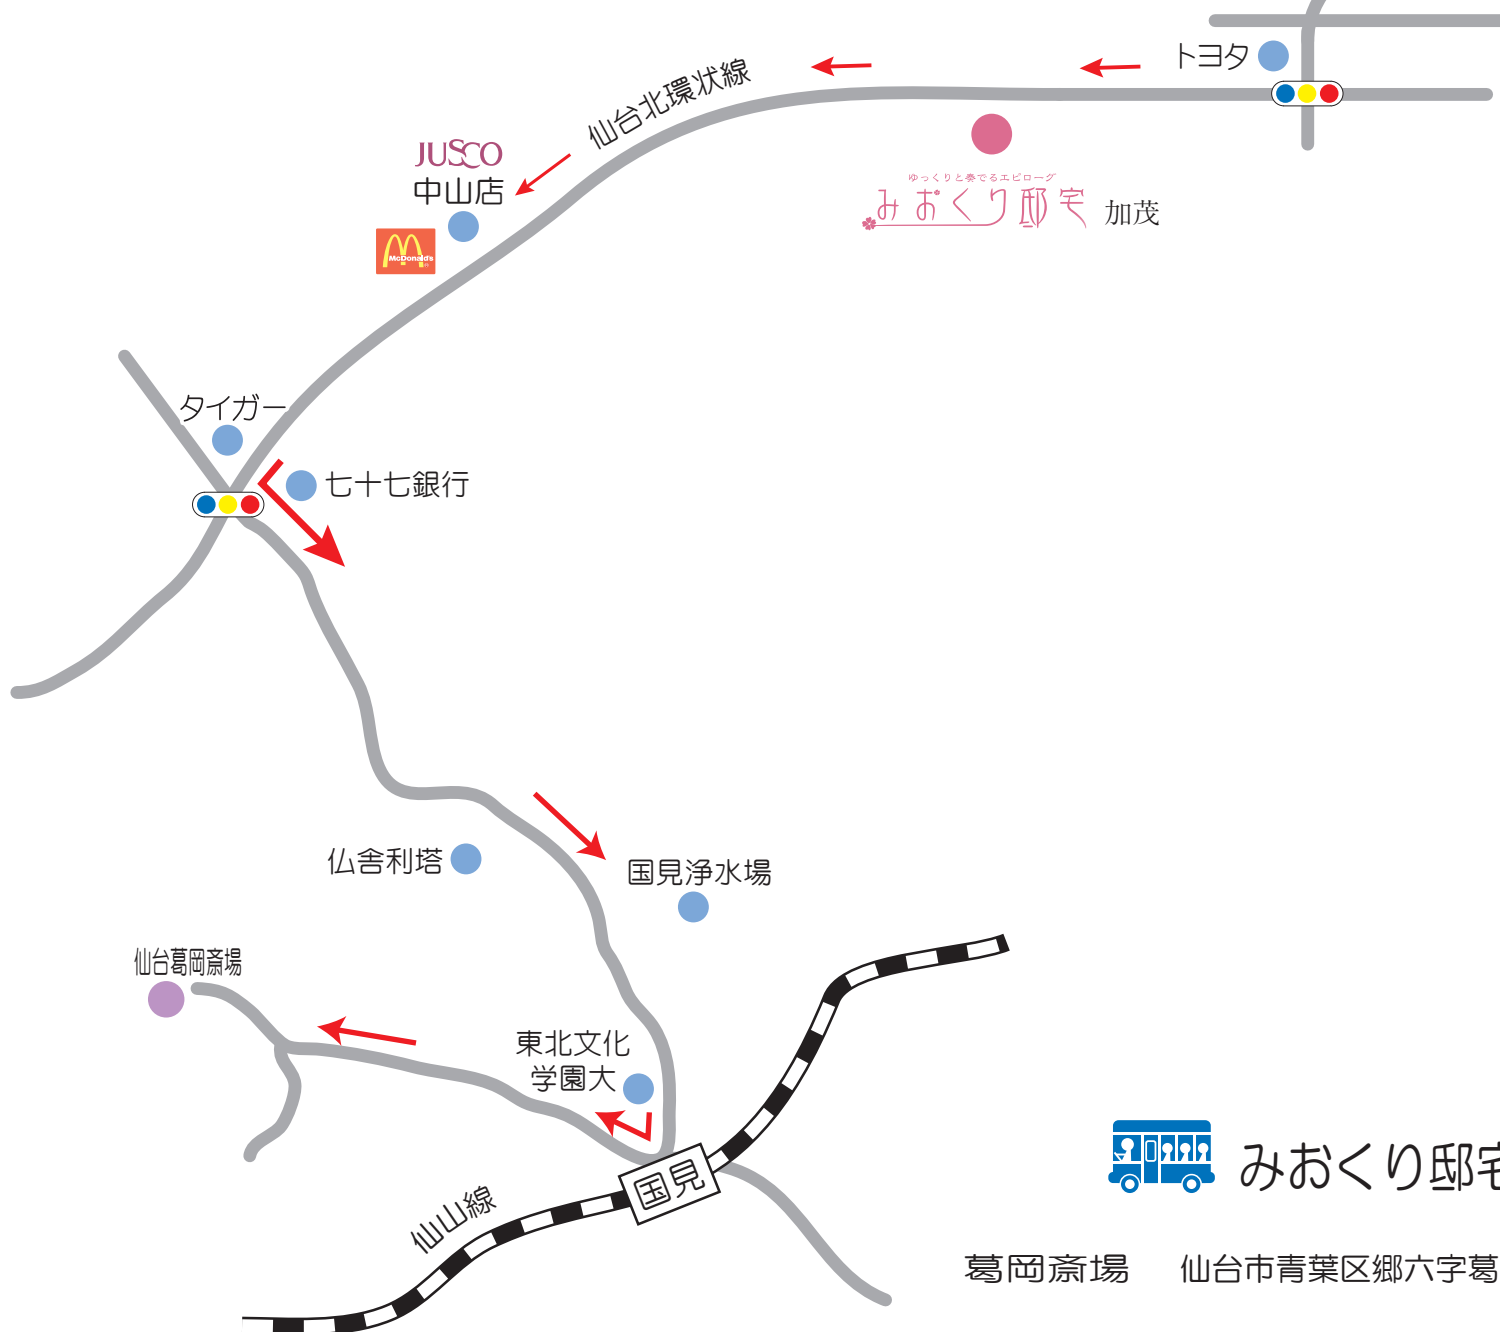 トヨタ
仙台北環状線
JUSCO
中山店
McDonald's
ゆっくりと奏でるエピローグ
みおくり邸宅 加茂
タイガー
七十七銀行
仏舎利塔
国見浄水場
仙台葛岡斎場
東北文化
学園大
国見
仙山線
みおくり邸宅
葛岡斎場 仙台市青葉区郷六字葛